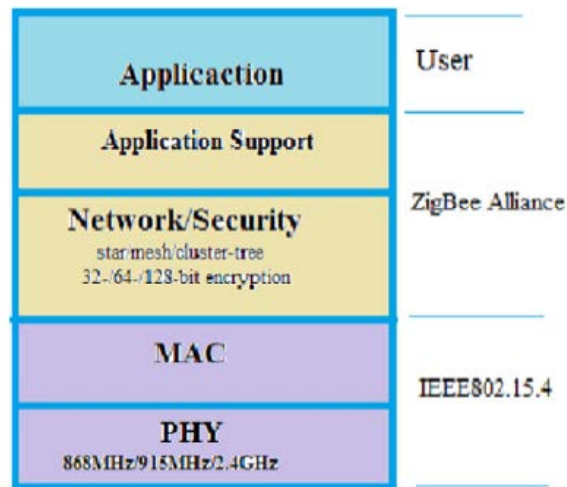 Applicaction
User
Application Support
ZigBee Alliance
Network/Security
star/mesh/cluster-tree
32-/64-/128-bit encryption
MAC
IEEE802.15.4
PHY
868MHz/915MHz/2.4GHz